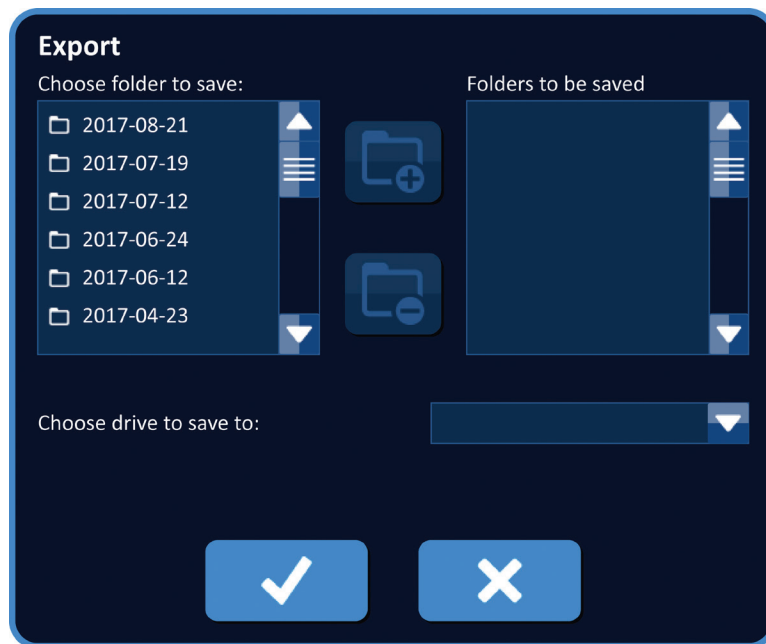 Export
Choose folder to save:
Folders to be saved
2017-08-21
2017-07-19
2017-07-12
2017-06-24
2017-06-12
2017-04-23
Choose drive to save to: